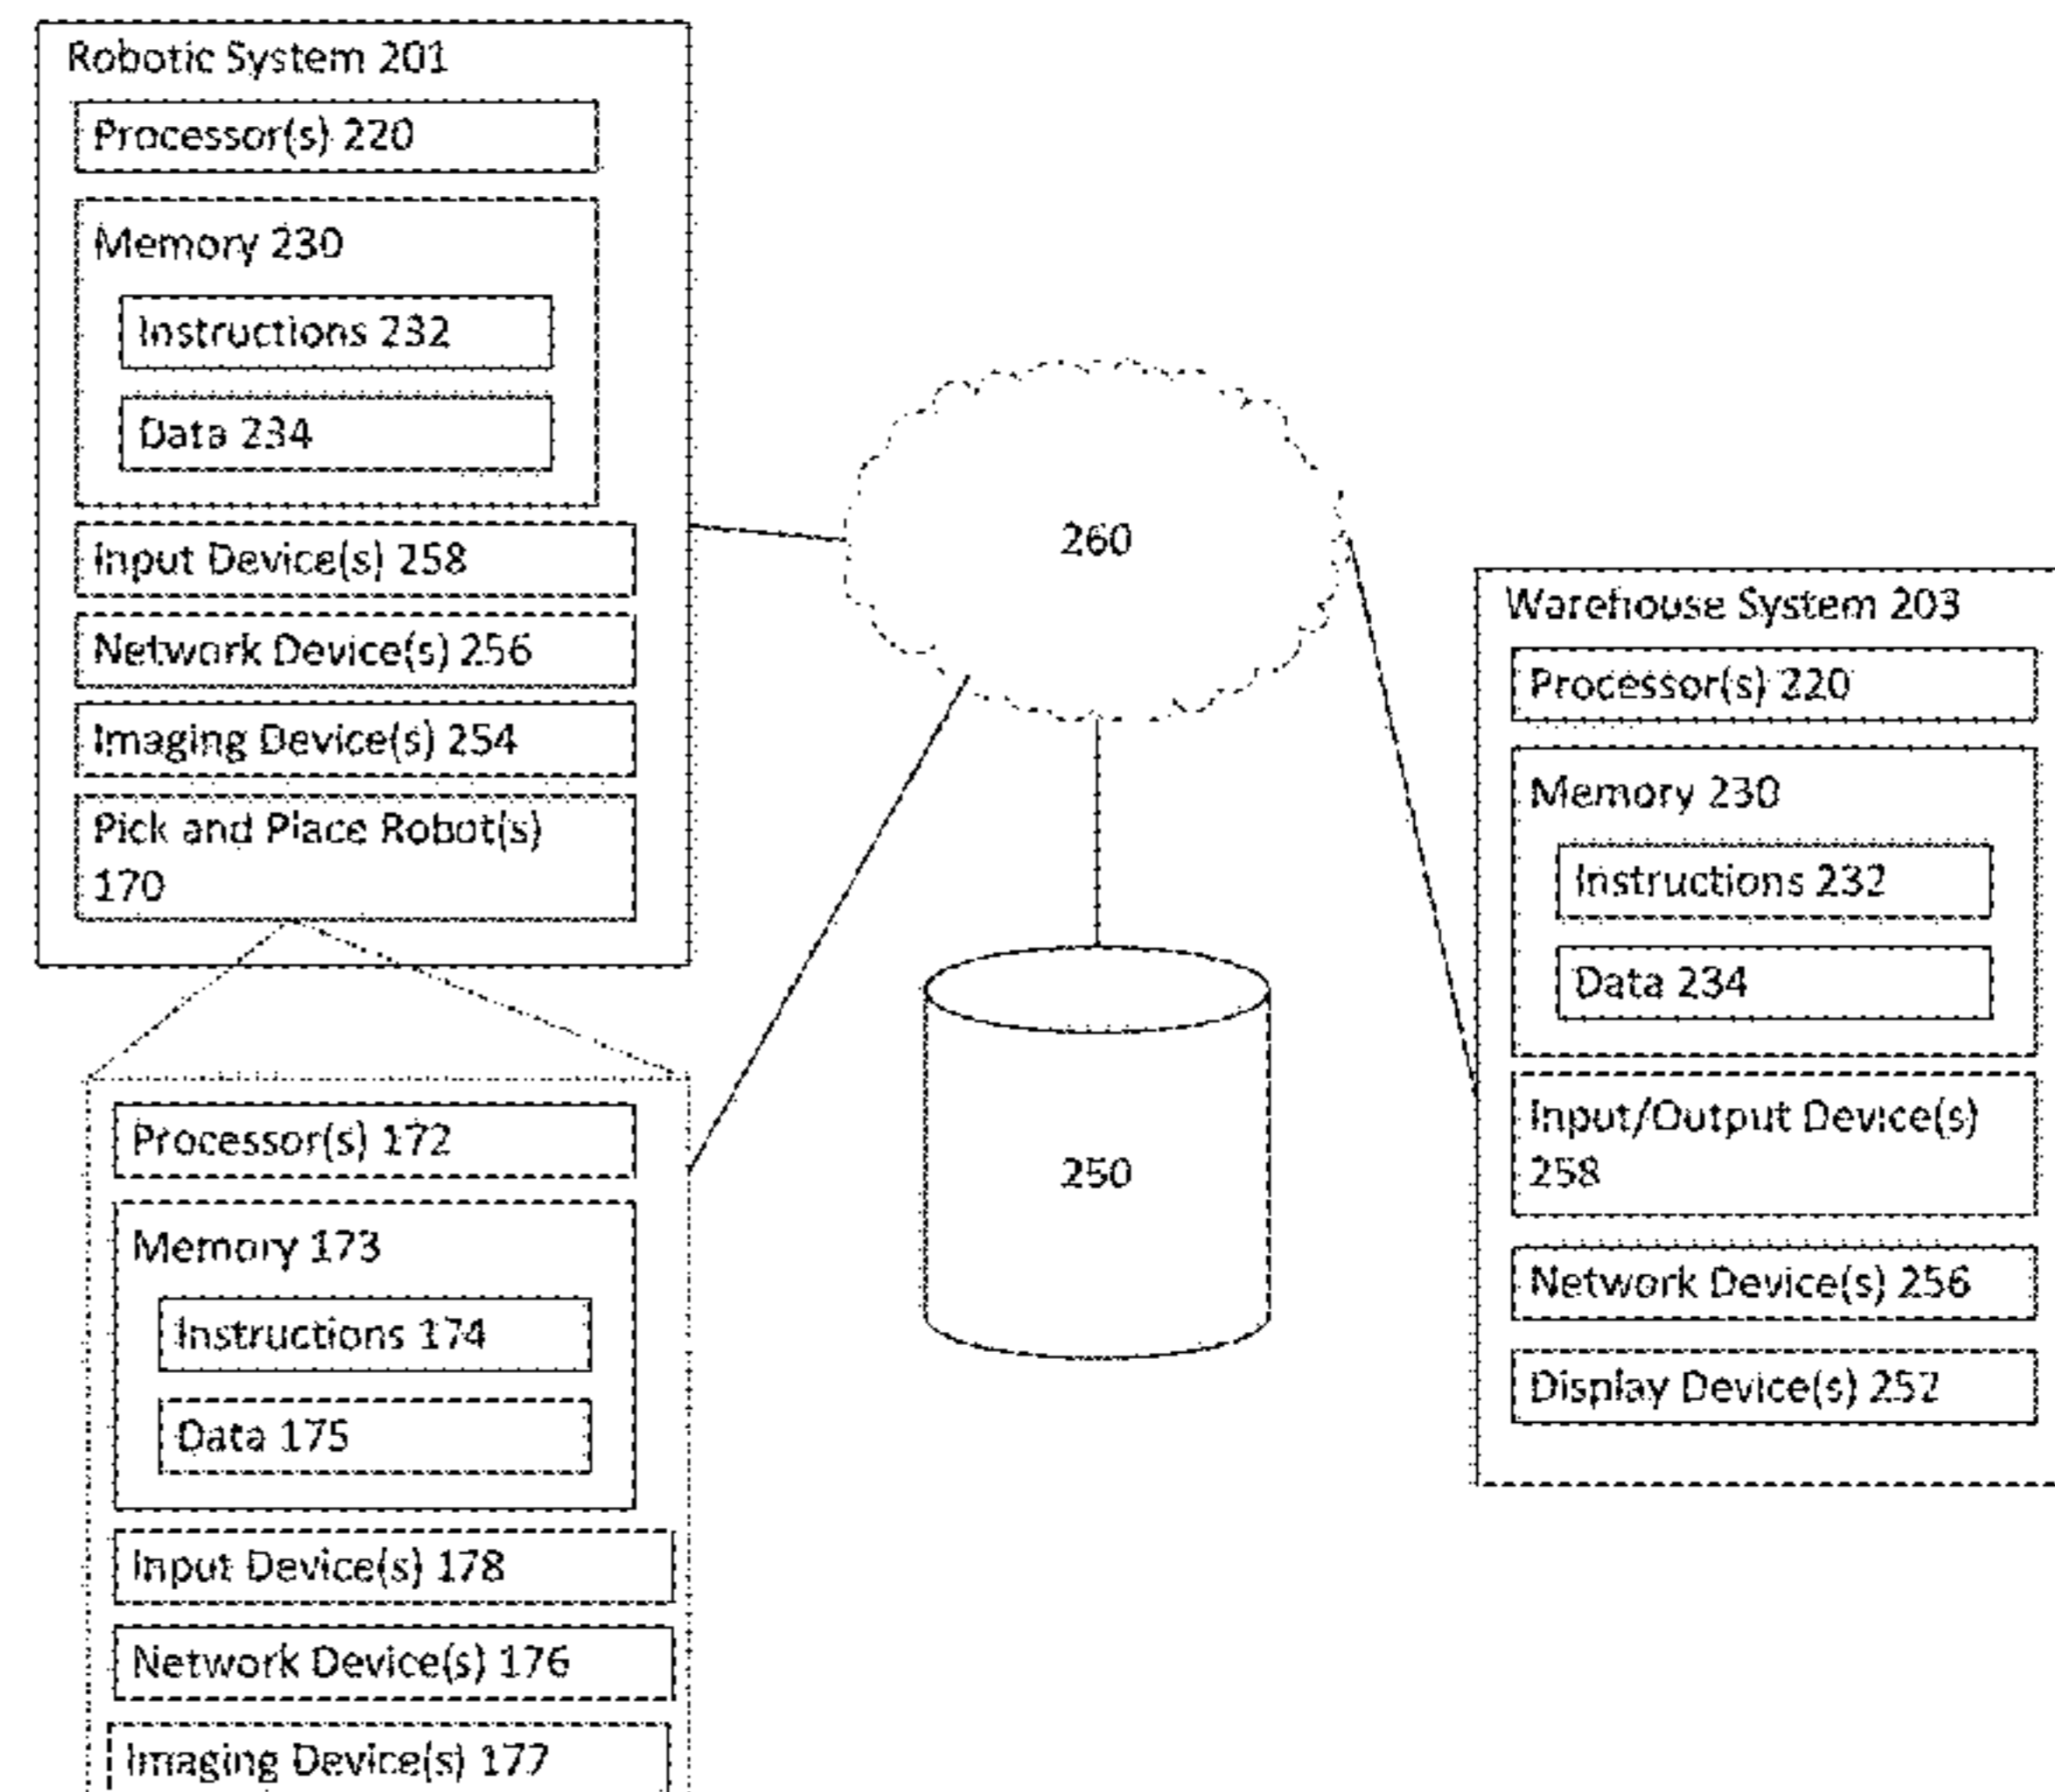 Robotic System 201
Processor(s) 220
Memory 230
Instructions 232
Data 234
Input Device(s) 258
Network Device(s) 256
Imaging Device(s) 254
Pick and Place Robot(s)
170
Processor(s) 172
Memory 173
Instructions 174
Data 175
Input Device(s) 178
Network Device(s) 176
Imaging Device(s) 177
260
250
Warehouse System 203
Processor(s) 220
Memory 230
Instructions 232
Data 234
Input/Output Device(s)
258
Network Device(s) 256
Display Device(s) 252